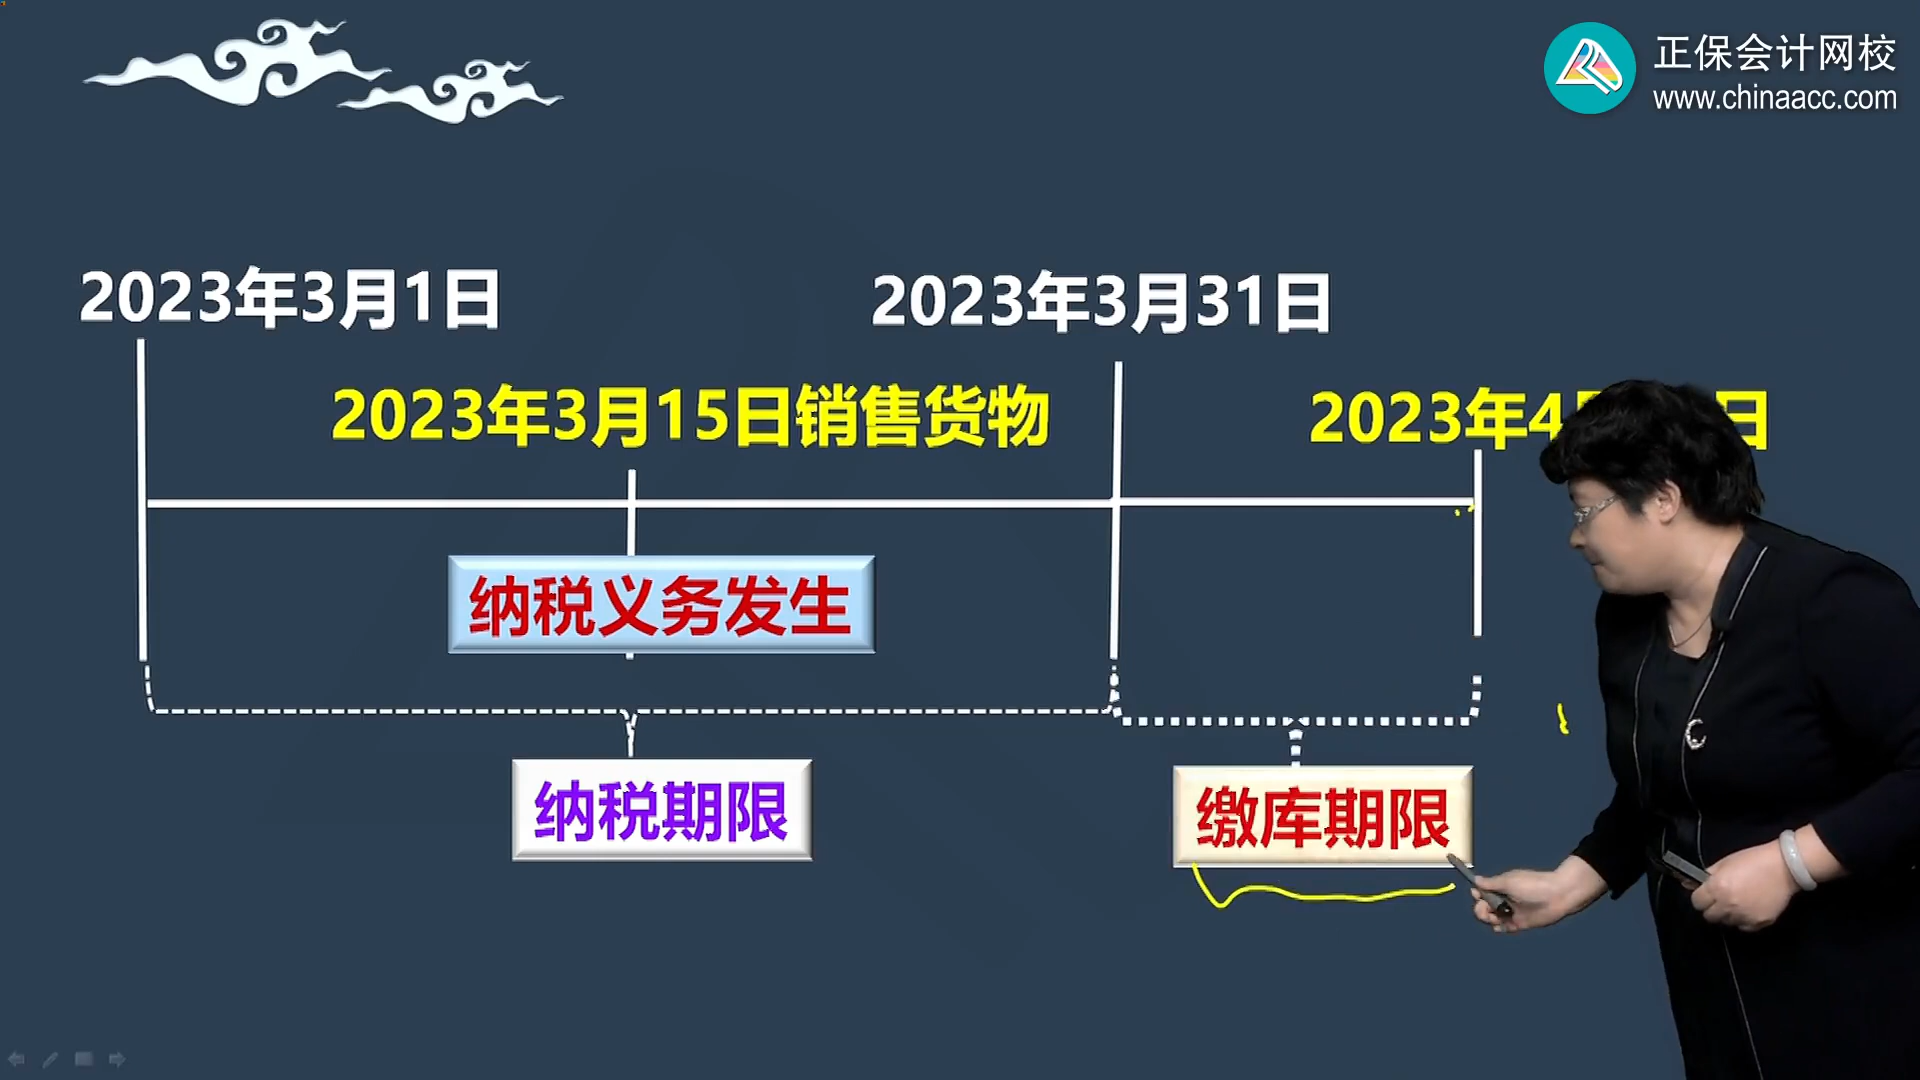 正保会计网校
www.chinaacc.com
2023年3月1日
2023年3月31日
2023年3月15日销售货物
2023年4
日
纳税义务发生
纳税期限
缴库期限